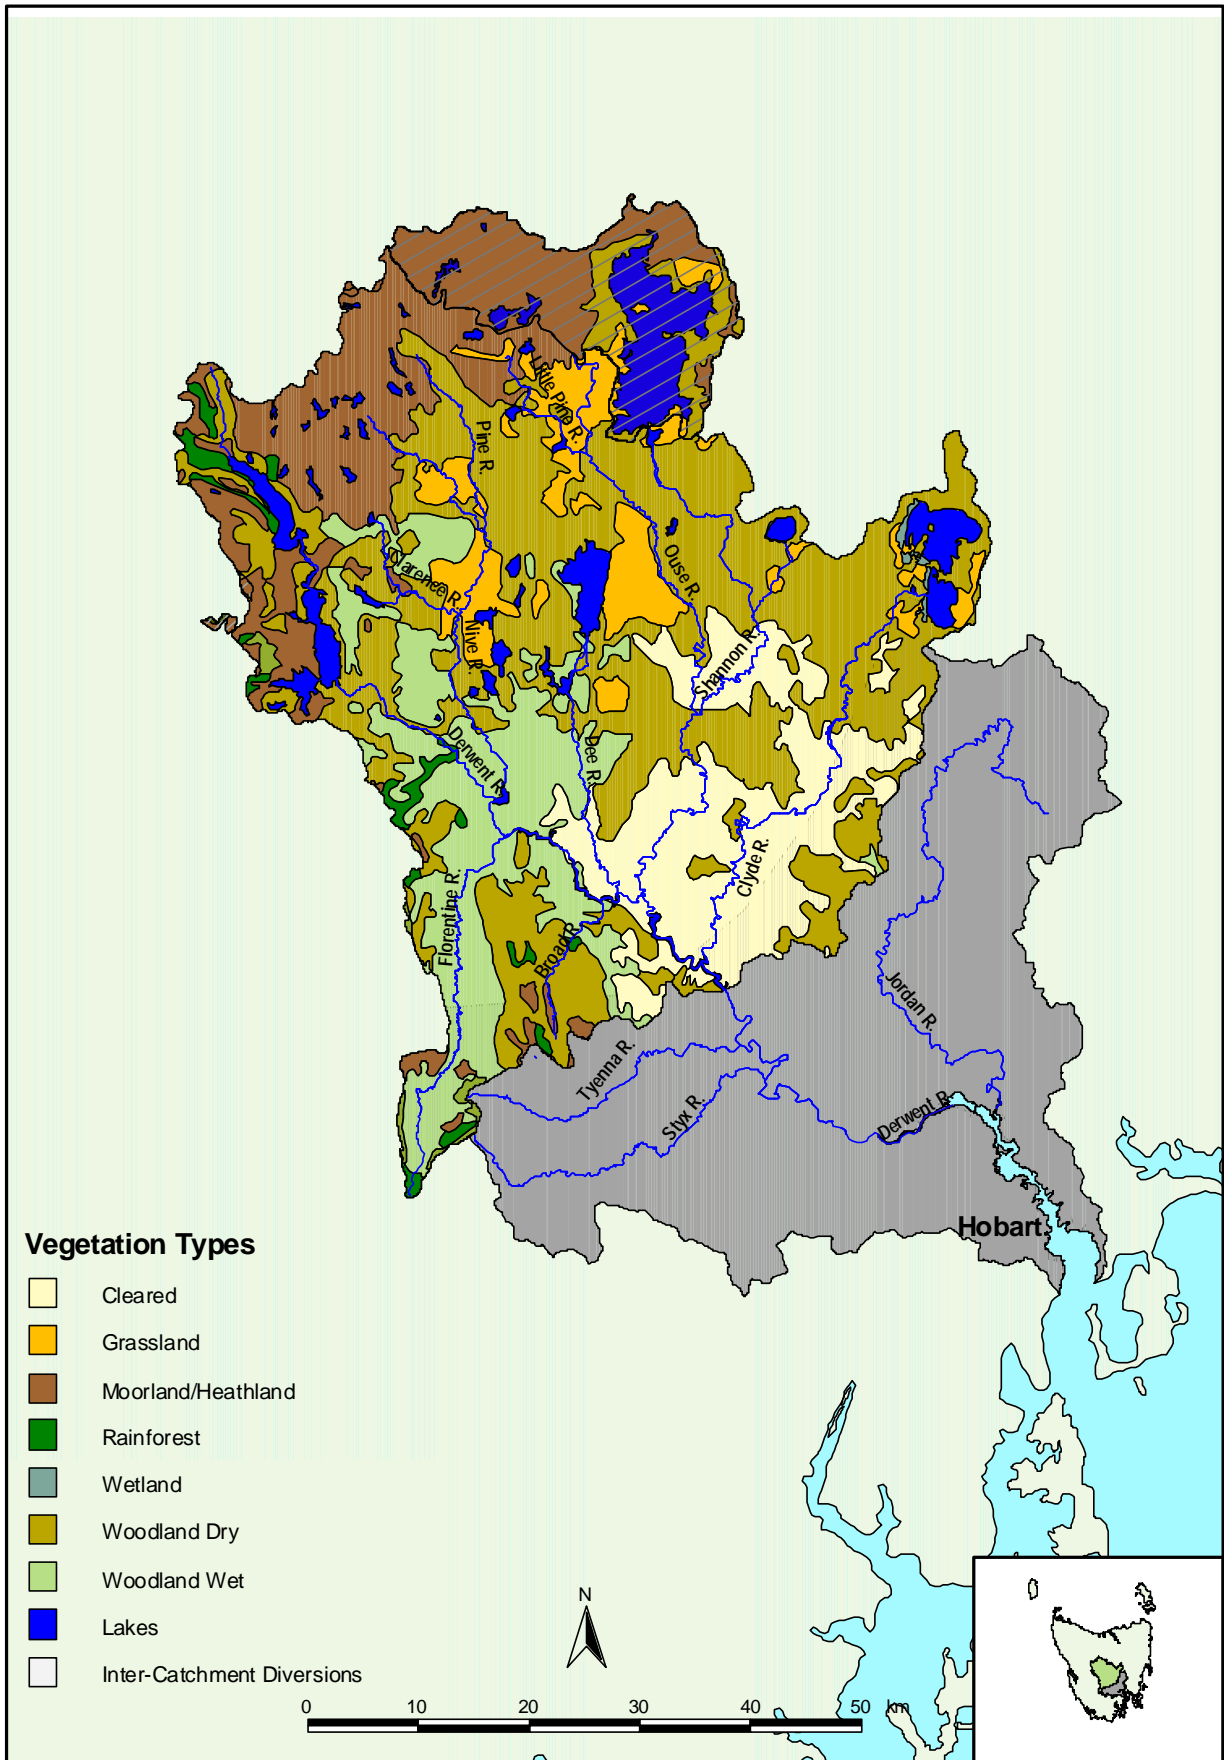 Little Pine R.
Pine R.
Ouse R.
Clarence R.
Nive R.
Shannon R.
Derwent R.
Dee R.
Clyde R.
Florentine R.
Broad R.
Jordan R.
Tyenna R.
Styx R.
Derwent R.
Hobart
Vegetation Types
Cleared
Grassland
Moorland/Heathland
Rainforest
Wetland
Woodland Dry
Woodland Wet
Lakes
Inter-Catchment Diversions
N
0 10 20 30 40 50 km